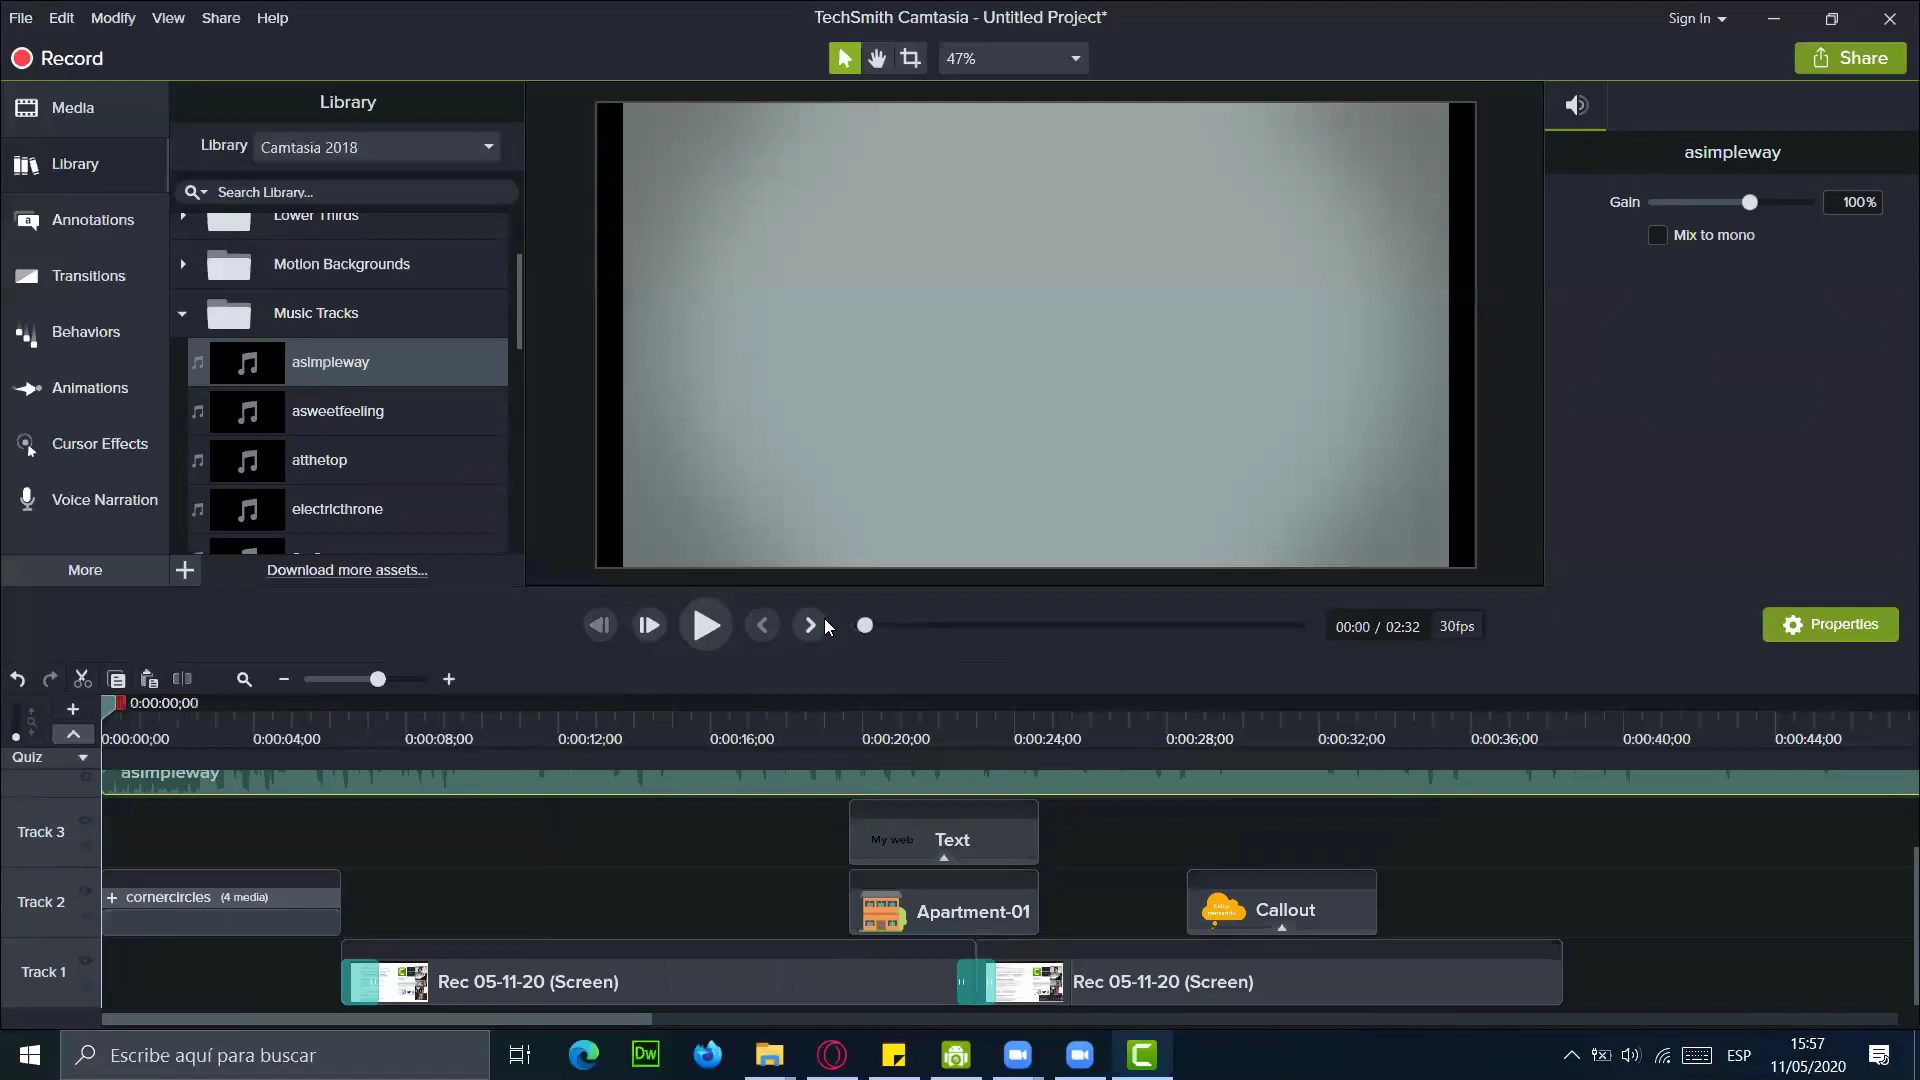 File Edit Modify View Share Help
TechSmith Camtasia - Untitled Project*
Sign In
Record
47%
Share
Media
Library
Annotations
Transitions
Behaviors
Animations
Cursor Effects
Voice Narration
More
Library
Library Camtasia 2018
Search Library...
Lower Thirds
Motion Backgrounds
Music Tracks
asimpleway
asweetfeeling
atthetop
electricthrone
Download more assets...
asimpleway
Gain 100%
Mix to mono
00:00 / 02:32 30fps
Properties
0:00:00;00
0:00:00;00 0:00:04;00 0:00:08;00 0:00:12;00 0:00:16;00 0:00:20;00 0:00:24;00 0:00:28;00 0:00:32;00 0:00:36;00 0:00:40;00 0:00:44;00
Quiz
asimpleway
Track 3
My web Text
Track 2
+ cornercircles (4 media)
Apartment-01
Callout
Track 1
Rec 05-11-20 (Screen)
Rec 05-11-20 (Screen)
Escribe aquí para buscar
Dw
ESP
15:57
11/05/2020